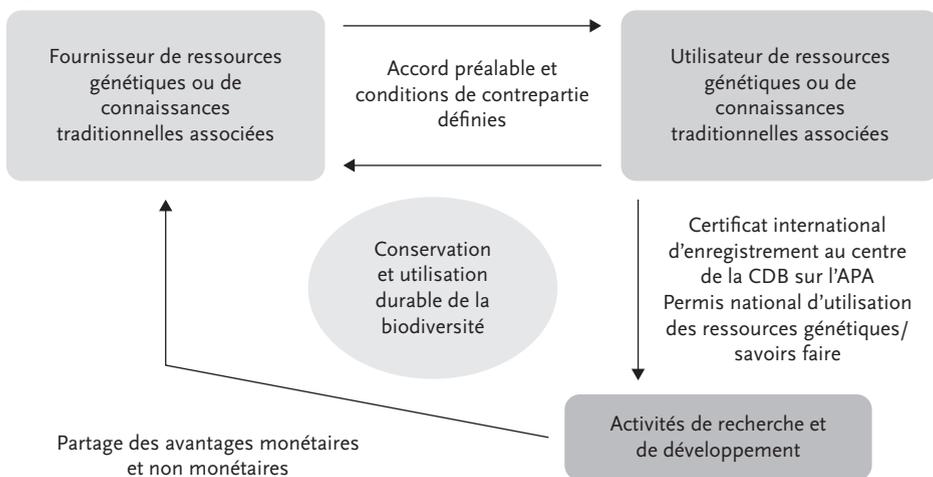 Fournisseur de ressources
génétiques ou de
connaissances
traditionnelles associées
Accord préalable et
conditions de contrepartie
définies
Utilisateur de ressources
génétiques ou de
connaissances
traditionnelles associées
Conservation
et utilisation
durable de la
biodiversité
Certificat international
d’enregistrement au centre
de la CDB sur l’APA
Permis national d’utilisation
des ressources génétiques/
savoirs faire
Activités de recherche et
de développement
Partage des avantages monétaires
et non monétaires